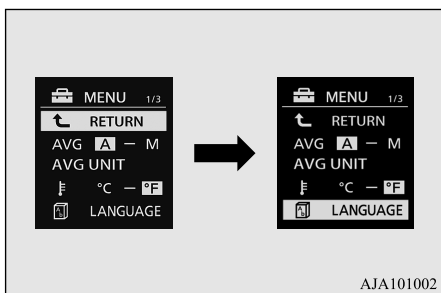 MENU 1/3
RETURN
AVG A – M
AVG UNIT
°C – °F
LANGUAGE
MENU 1/3
RETURN
AVG A – M
AVG UNIT
°C – °F
LANGUAGE
AJA101002